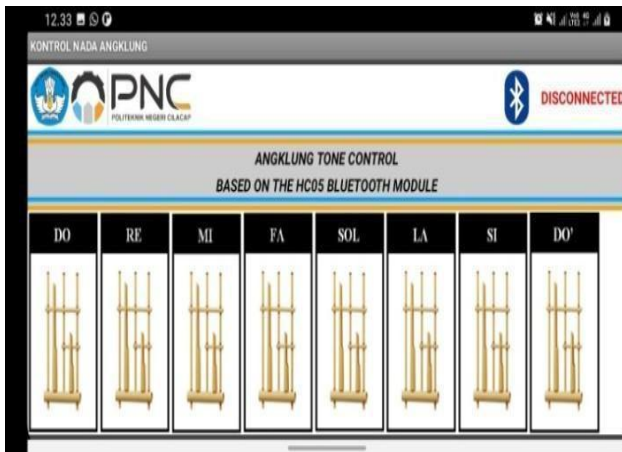 12.33
KONTROL NADA ANGKLUNG
PNC
POLITEKNIK NEGERI CILACAP
DISCONNECTED
ANGKLUNG TONE CONTROL
BASED ON THE HC05 BLUETOOTH MODULE
DO RE MI FA SOL LA SI DO'